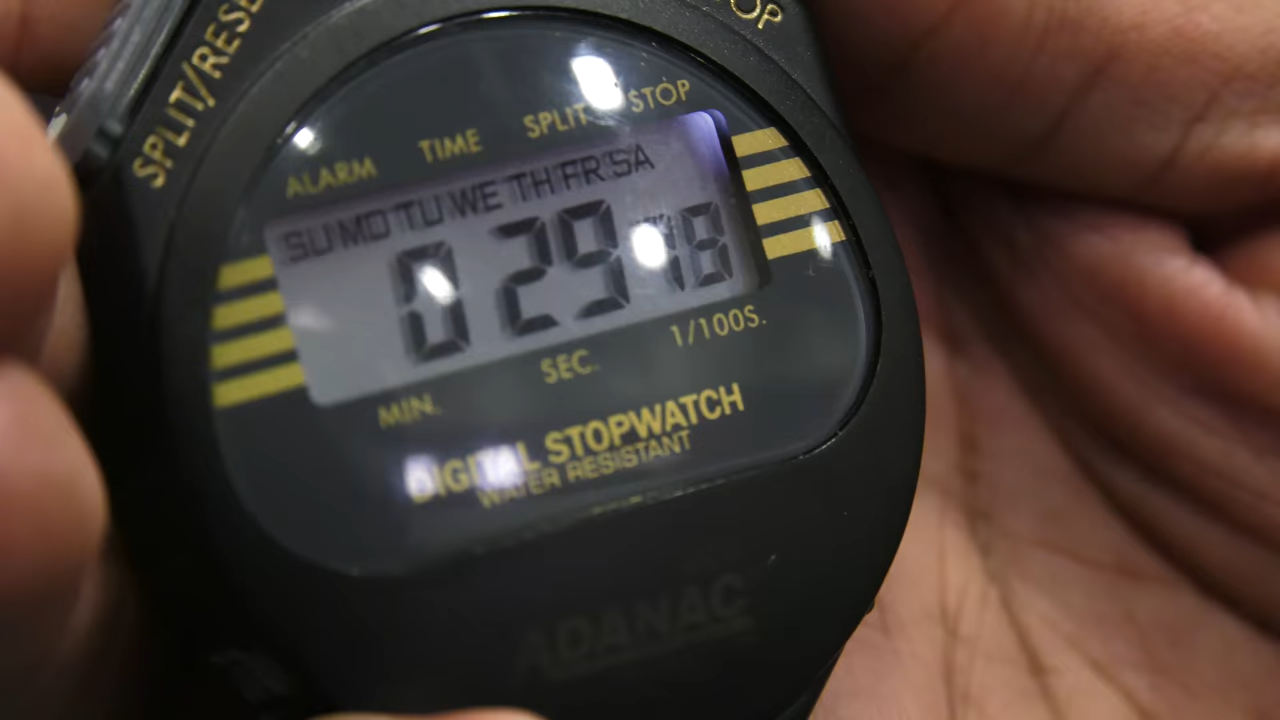 SPLIT/RESE
OP
ALARM TIME SPLIT STOP
SU MO TU WE TH FR SA
0 29 18
MIN. SEC. 1/100S.
DIGITAL STOPWATCH
WATER RESISTANT
ADANAC